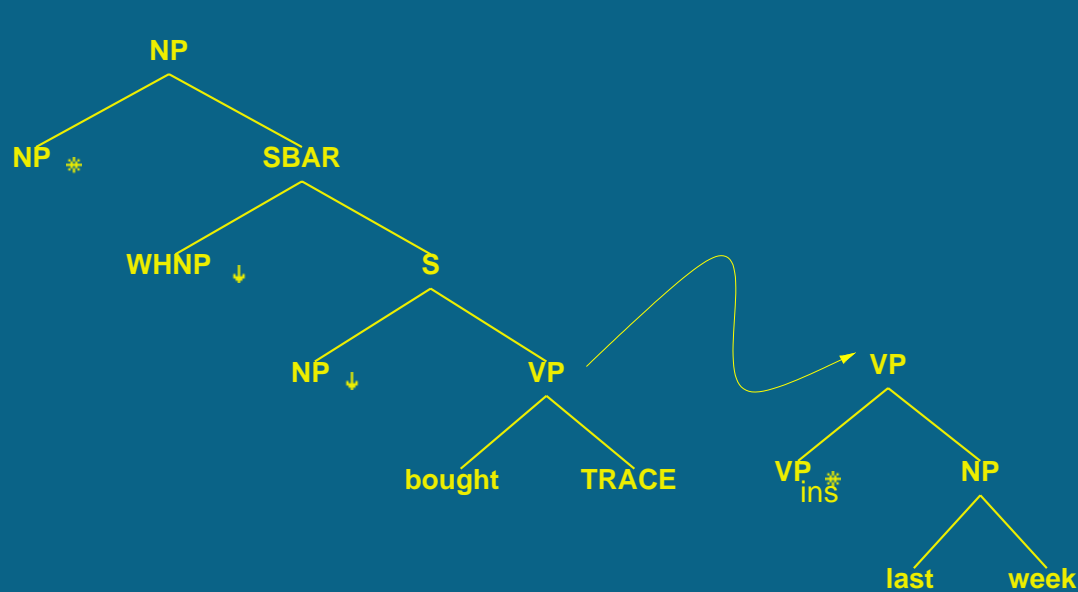 NP
NP * SBAR
WHNP ↓ S
NP ↓ VP VP
bought TRACE VP * NP
ins
last week